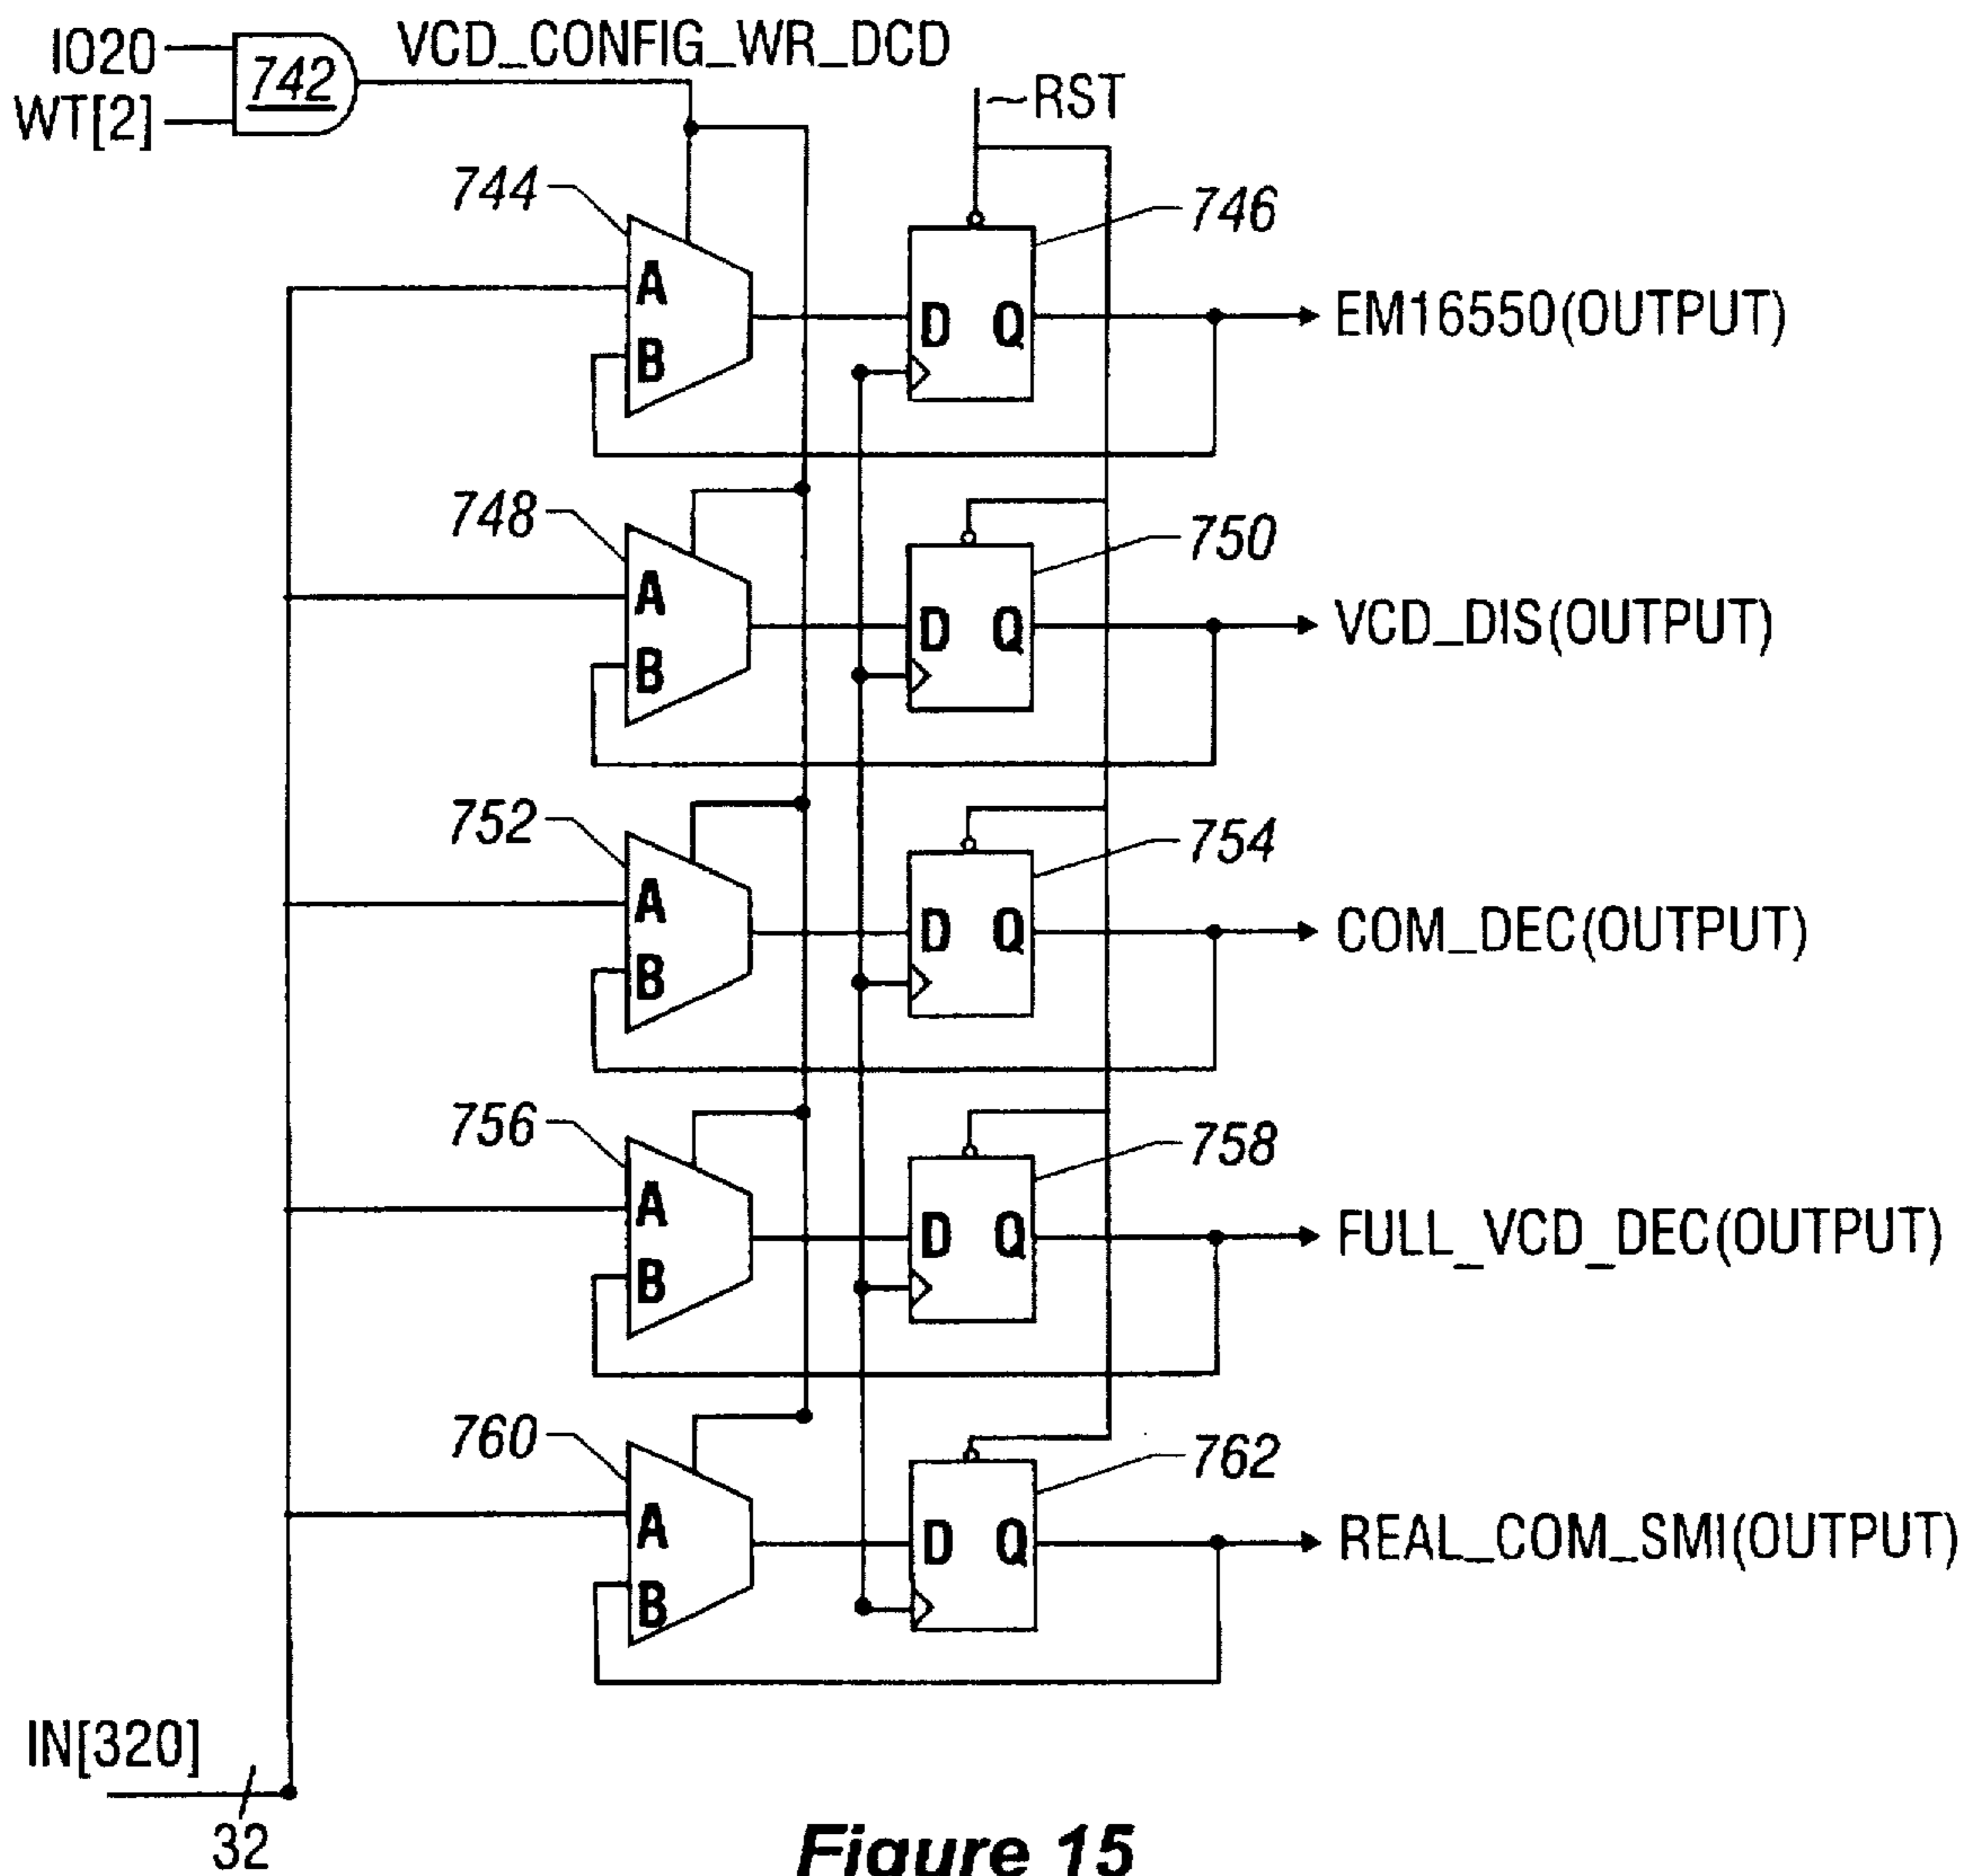 IO20
WT[2]
742
VCD_CONFIG_WR_DCD
~RST
744
A
B
D Q
746
EM16550(OUTPUT)
748
A
B
D Q
750
VCD_DIS(OUTPUT)
752
A
B
D Q
754
COM_DEC(OUTPUT)
756
A
B
D Q
758
FULL_VCD_DEC(OUTPUT)
760
A
B
D Q
762
REAL_COM_SMI(OUTPUT)
IN[320]
32
Figure 15